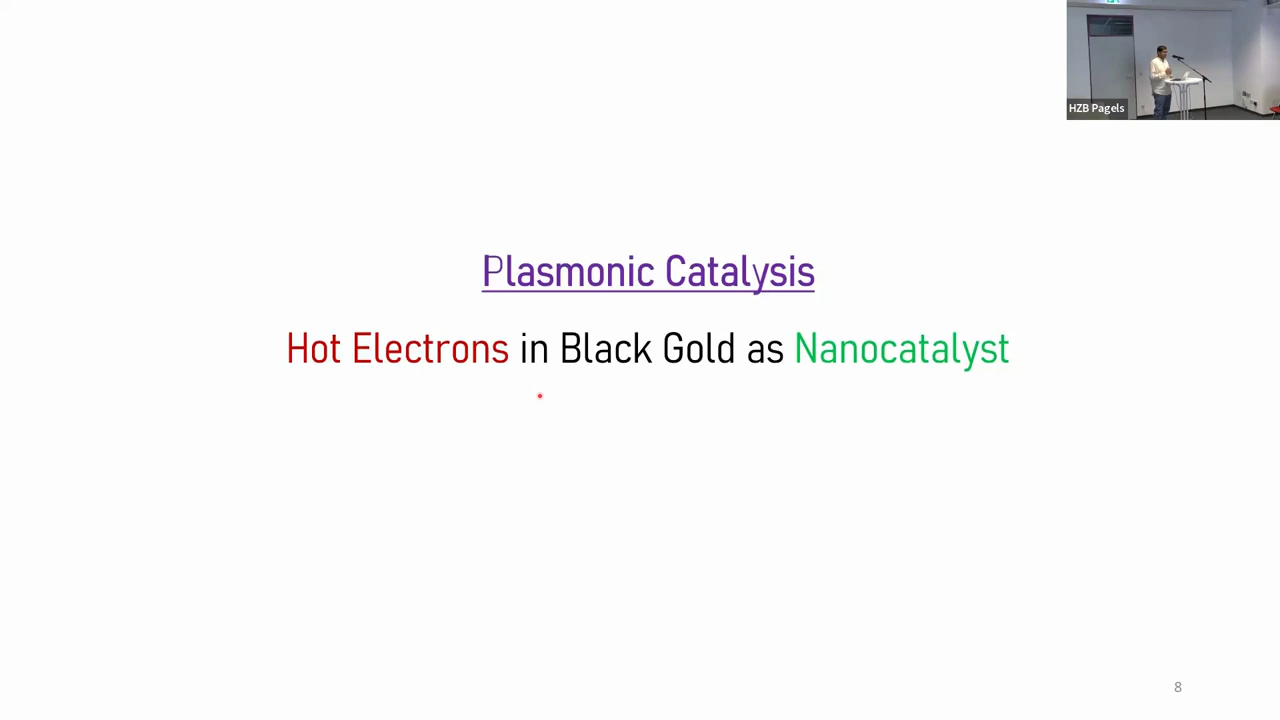 HZB Pagels
Plasmonic Catalysis
Hot Electrons in Black Gold as Nanocatalyst
8